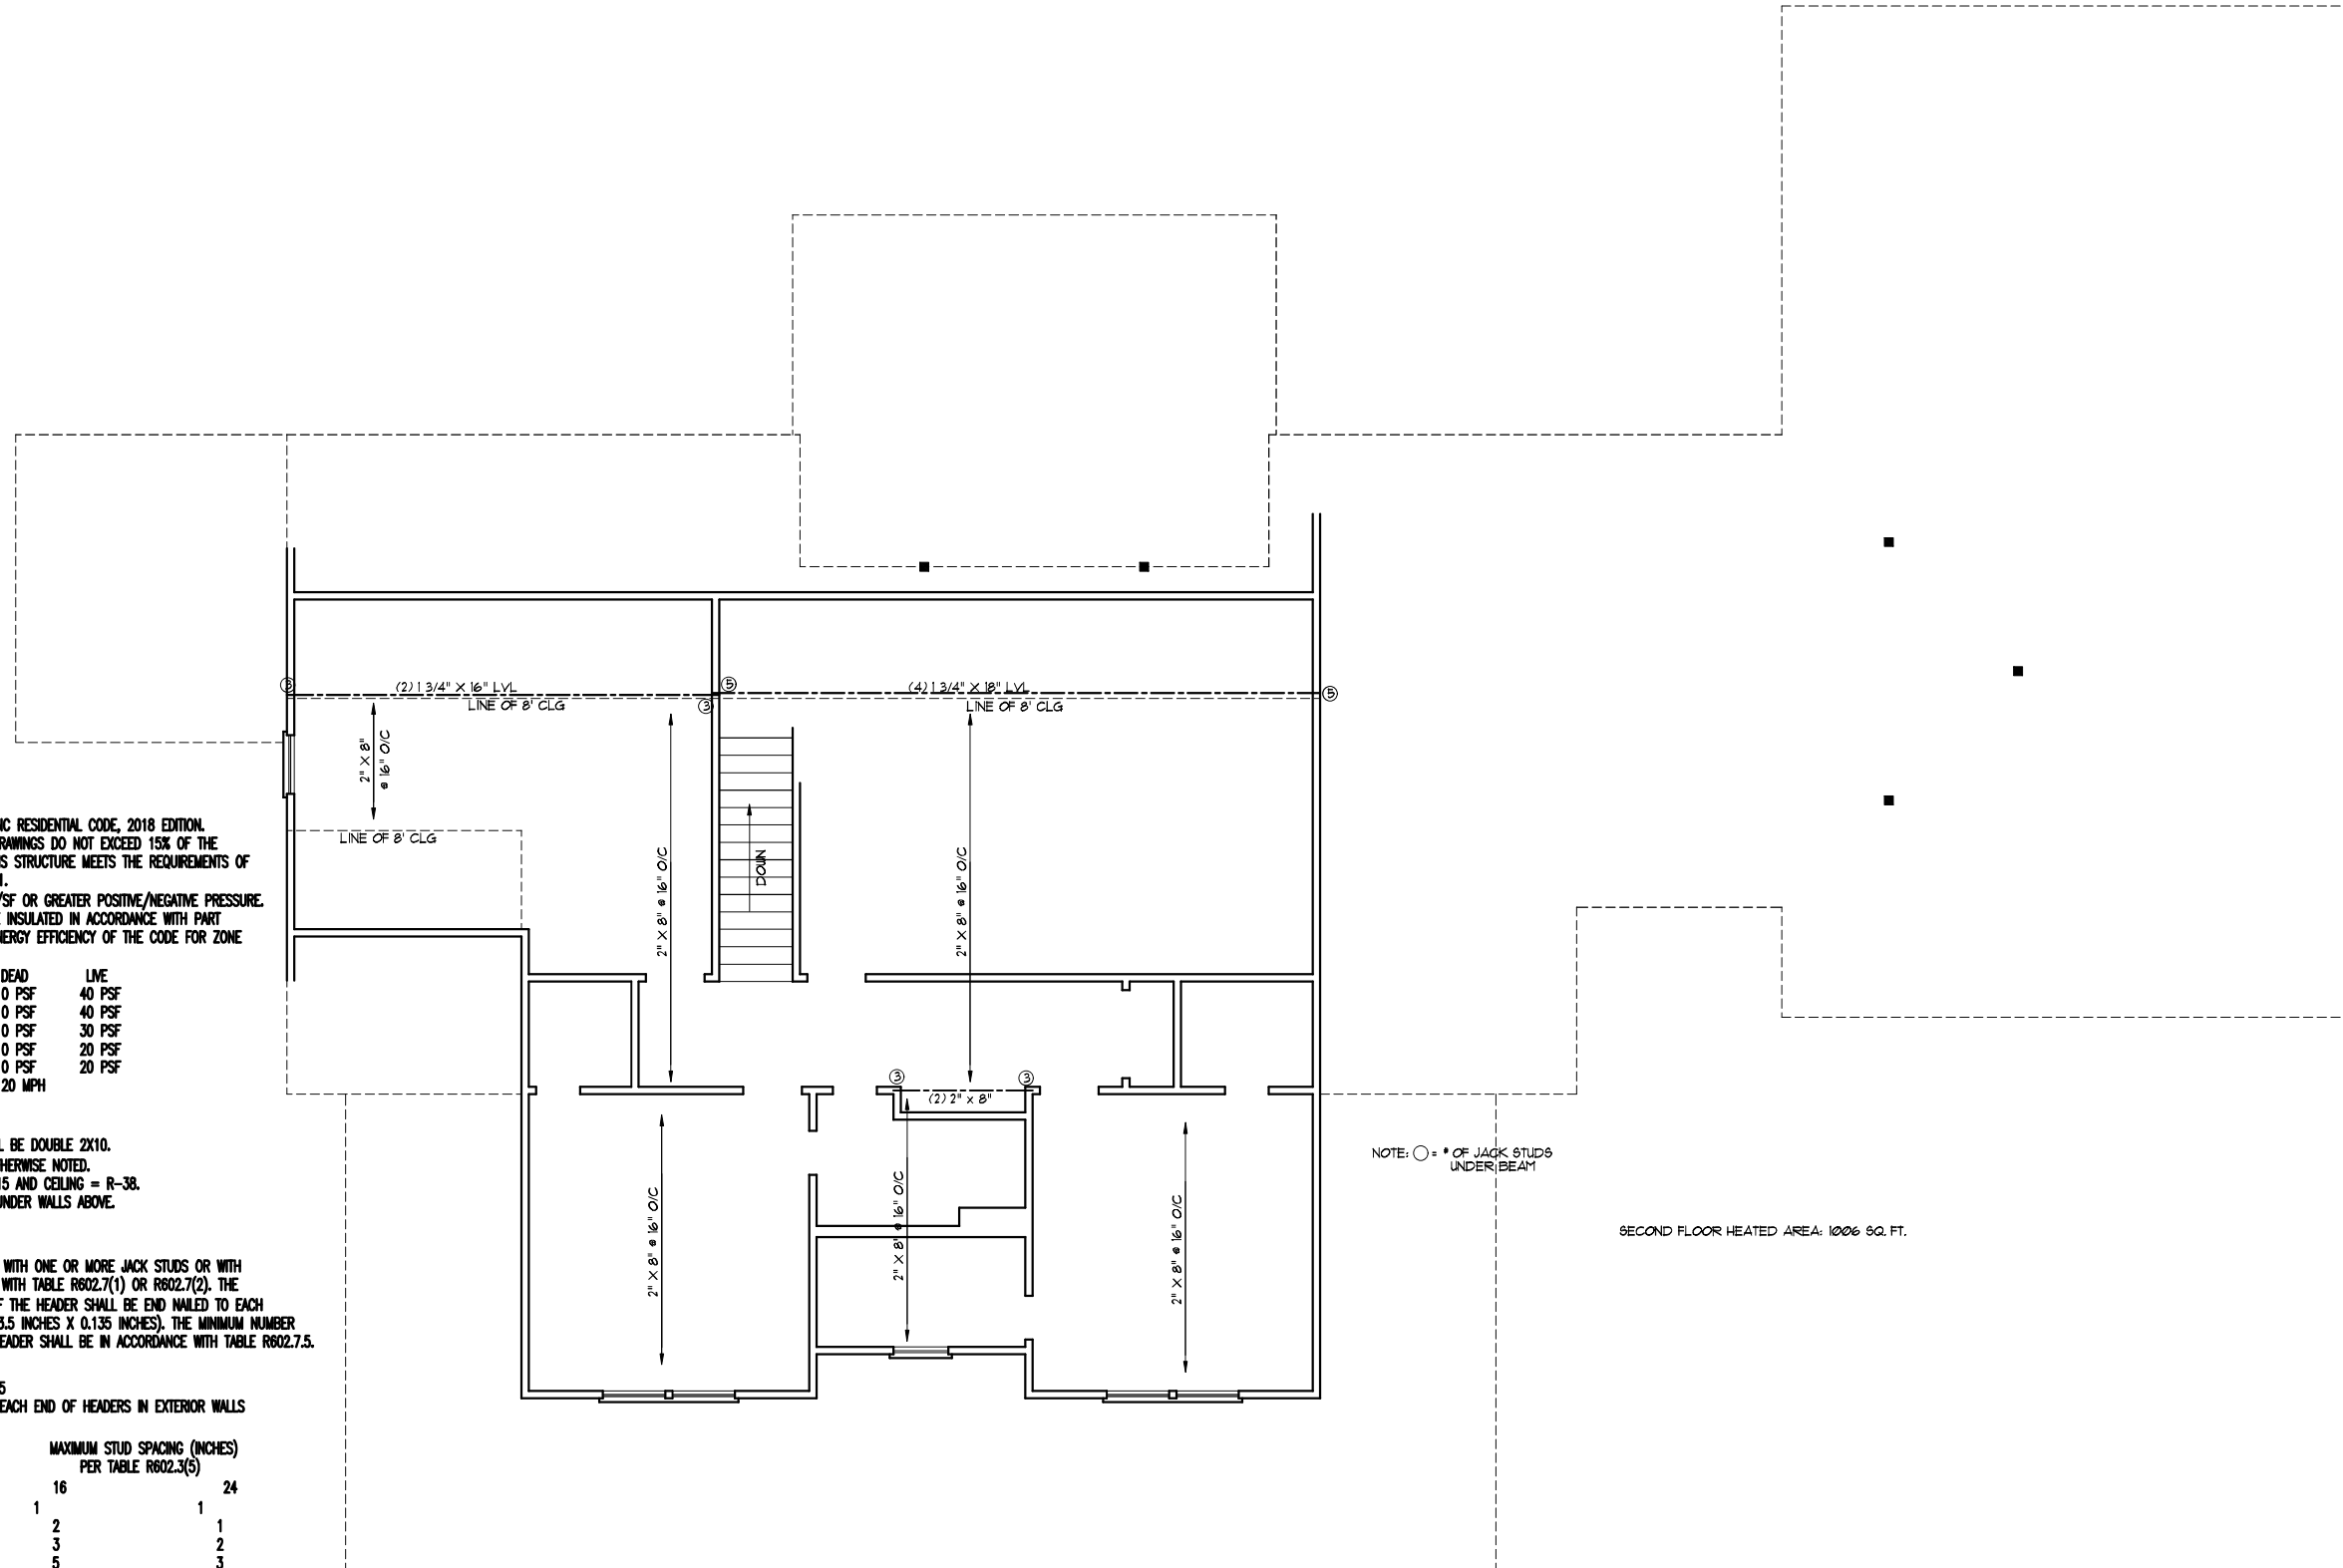 (2) 1 3/4" X 16" LVL
LINE OF 8' CLG
(4) 1 3/4" X 18" LVL
LINE OF 8' CLG
3
5
3
5
2" X 8"
@ 16" O/C
LINE OF 8' CLG
2" X 8" @ 16" O/C
DOWN
2" X 8" @ 16" O/C
3
3
(2) 2" X 8"
2" X 8" @ 16" O/C
2" X 8" @ 16" O/C
2" X 8" @ 16" O/C
NOTE: = # OF JACK STUDS
UNDER BEAM
SECOND FLOOR HEATED AREA: 1006 SQ. FT.
NC RESIDENTIAL CODE, 2018 EDITION.
DO NOT EXCEED 15% OF THE
STRUCTURE MEETS THE REQUIREMENTS OF
/SF OR GREATER POSITIVE/NEGATIVE PRESSURE.
INSULATED IN ACCORDANCE WITH PART
EFFICIENCY OF THE CODE FOR ZONE
DEAD LIVE
0 PSF 40 PSF
0 PSF 40 PSF
0 PSF 30 PSF
0 PSF 20 PSF
0 PSF 20 PSF
20 MPH
BE DOUBLE 2X10.
NOTED.
15 AND CEILING = R-38.
UNDER WALLS ABOVE.
WITH ONE OR MORE JACK STUDS OR WITH
WITH TABLE R602.7(1) OR R602.7(2). THE
THE HEADER SHALL BE END NAILED TO EACH
3.5 INCHES X 0.135 INCHES). THE MINIMUM NUMBER
SHALL BE IN ACCORDANCE WITH TABLE R602.7.5.
5
EACH END OF HEADERS IN EXTERIOR WALLS
MAXIMUM STUD SPACING (INCHES)
PER TABLE R602.3(5)
16 24
1 1
2 1
3 2
5 3